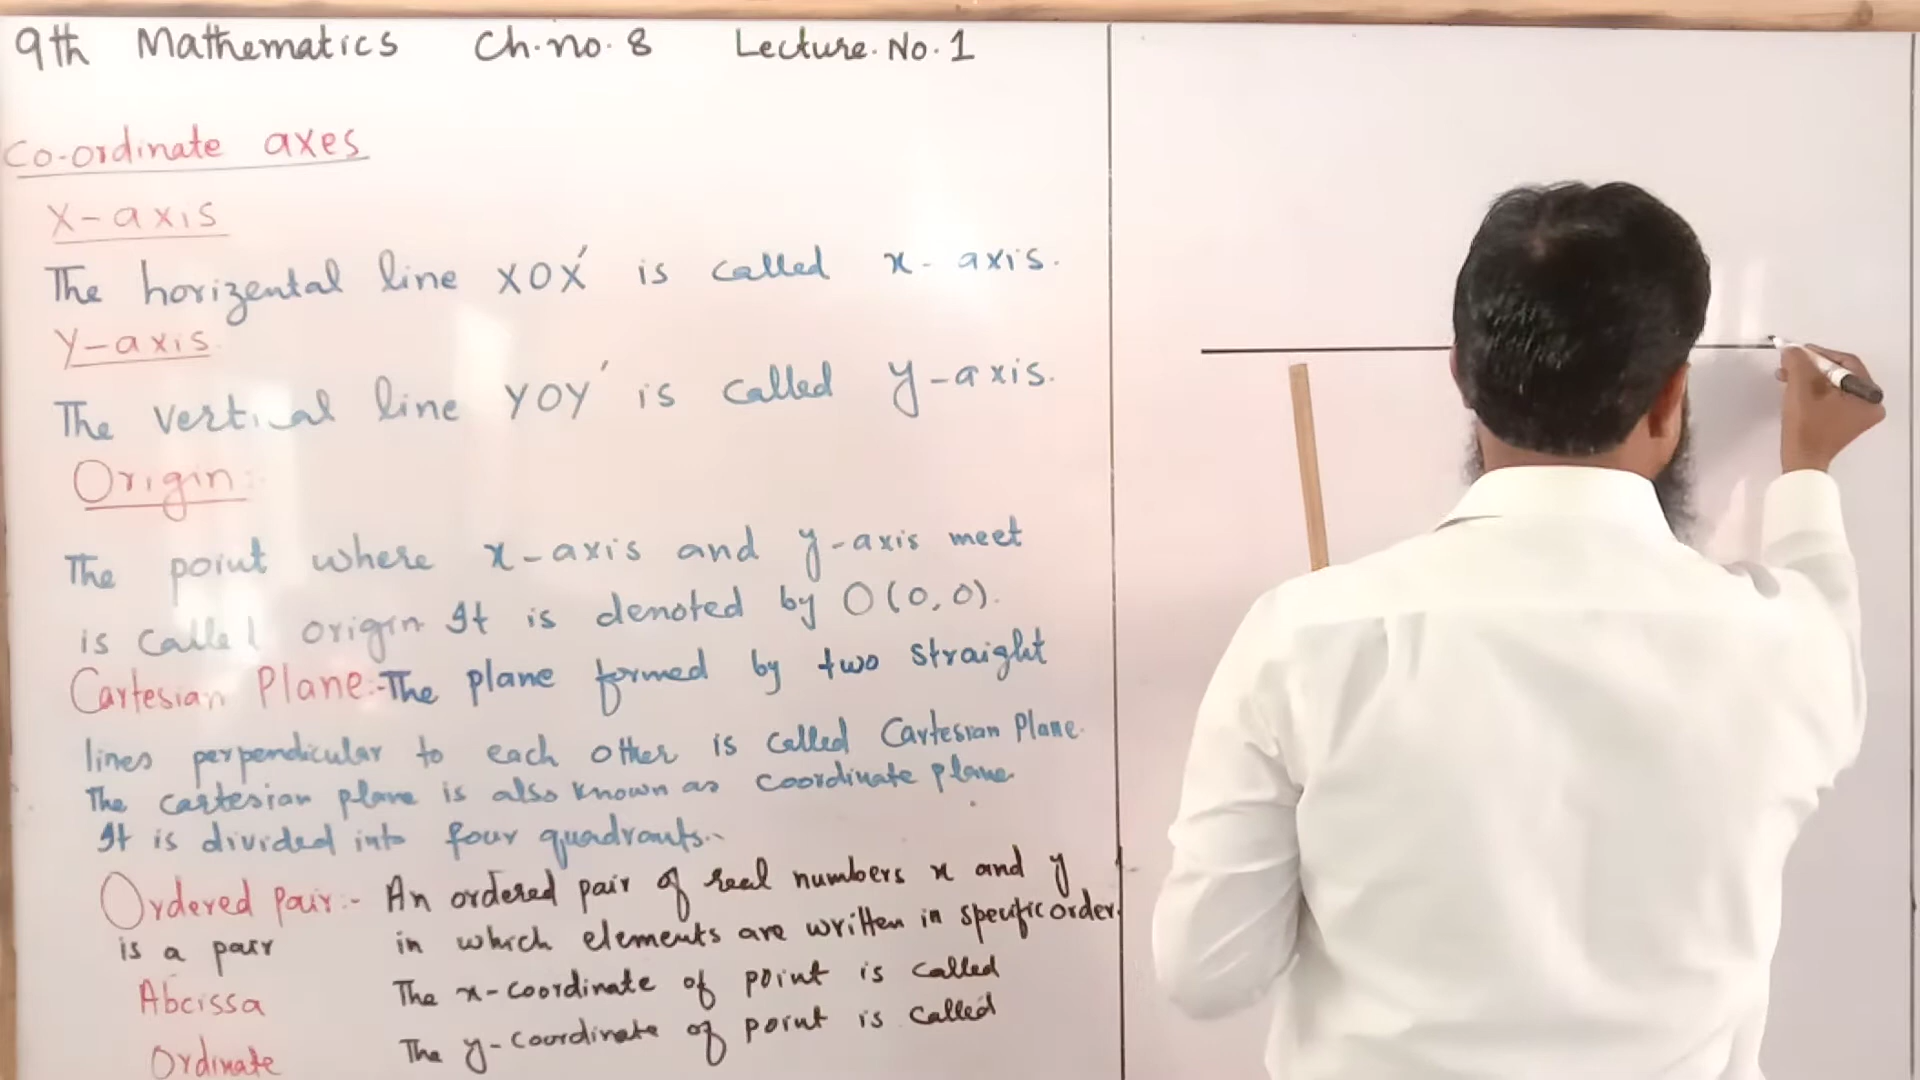 9th Mathematics Ch.no.8 Lecture.No.1
Co-ordinate axes
X-axis
The horizental line XOX' is called x-axis.
Y-axis
The vertical line YOY' is called y-axis.
Origin:
The point where x-axis and y-axis meet
is called origin It is denoted by O(0,0).
Cartesian Plane:-The plane formed by two straight
lines perpendicular to each other is called Cartesian Plane.
The cartesian plane is also known as coordinate plane
It is divided into four quadrants.
Ordered Pair:- An ordered pair of real numbers x and y
is a pair in which elements are written in specific order.
Abcissa The x-coordinate of point is called
Ordinate The y-coordinate of point is called